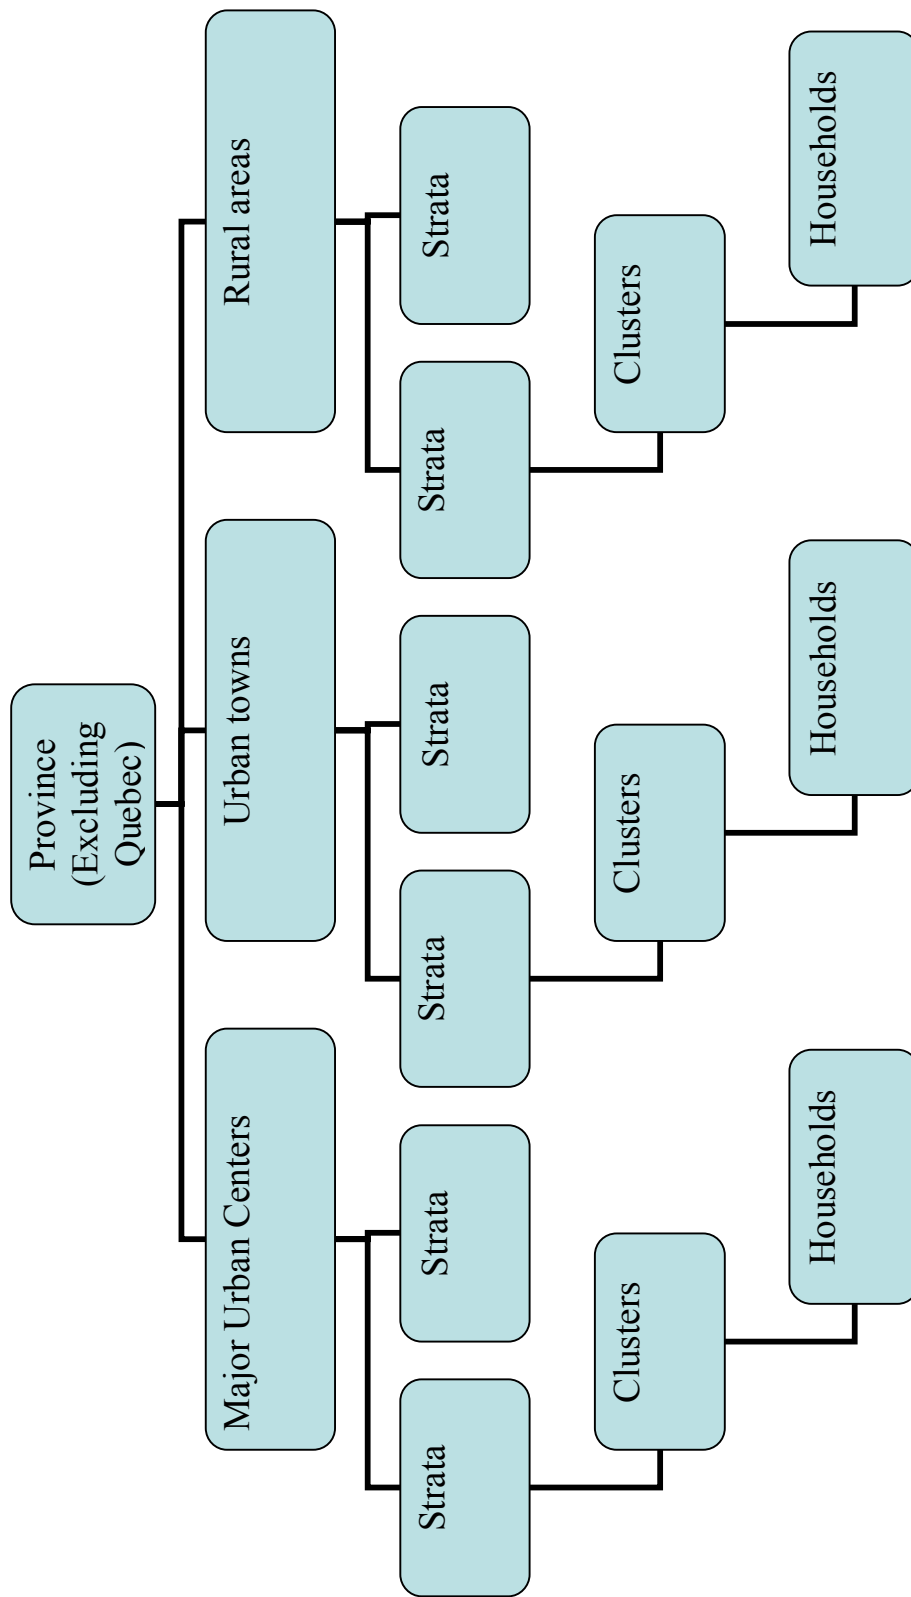 Province
(Excluding
Quebec)
Major Urban Centers
Urban towns
Rural areas
Strata
Strata
Strata
Strata
Strata
Strata
Clusters
Clusters
Clusters
Households
Households
Households